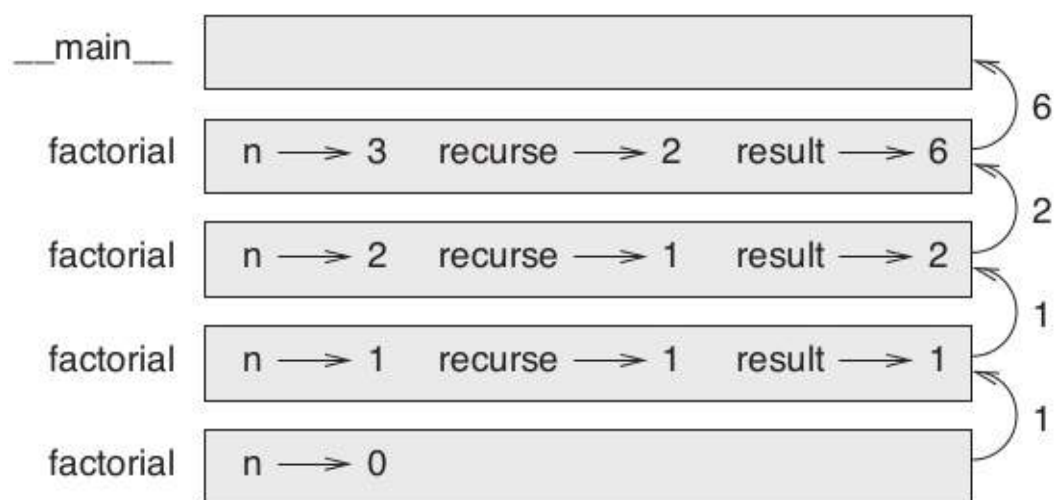 __main__
6
factorial n → 3 recurse → 2 result → 6
2
factorial n → 2 recurse → 1 result → 2
1
factorial n → 1 recurse → 1 result → 1
1
factorial n → 0